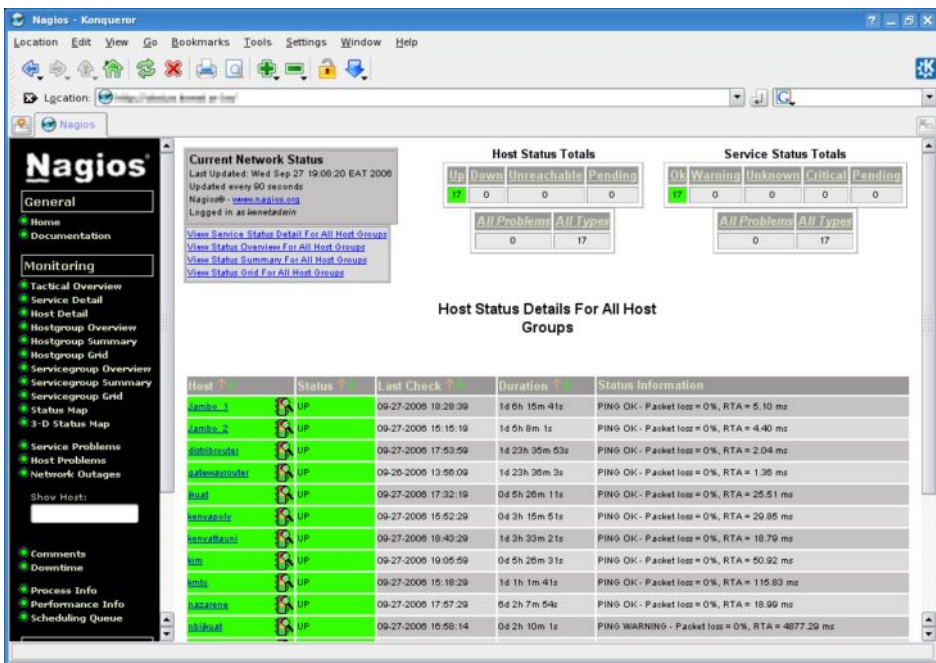 Nagios - Konqueror
Location Edit View Go Bookmarks Tools Settings Window Help
Location:
Nagios
Nagios®
General
Home
Documentation
Monitoring
Tactical Overview
Service Detail
Host Detail
Hostgroup Overview
Hostgroup Summary
Hostgroup Grid
Servicegroup Overview
Servicegroup Summary
Servicegroup Grid
Status Map
3-D Status Map
Service Problems
Host Problems
Network Outages
Show Host:
Comments
Downtime
Process Info
Performance Info
Scheduling Queue
Current Network Status
Last Updated: Wed Sep 27 19:08:20 EAT 2006
Updated every 90 seconds
Nagios® - www.nagios.org
Logged in as kenetadmin
View Service Status Detail For All Host Groups
View Status Overview For All Host Groups
View Status Summary For All Host Groups
View Status Grid For All Host Groups
Host Status Totals
Up Down Unreachable Pending
17 0 0 0
All Problems All Types
0 17
Service Status Totals
Ok Warning Unknown Critical Pending
17 0 0 0 0
All Problems All Types
0 17
Host Status Details For All Host
Groups
Host Status Last Check Duration Status Information
Jambo_1 UP 09-27-2006 18:28:39 1d 6h 15m 41s PING OK - Packet loss = 0%, RTA = 5.10 ms
Jambo_2 UP 09-27-2006 15:15:19 1d 5h 8m 1s PING OK - Packet loss = 0%, RTA = 4.40 ms
distribrouter UP 09-27-2006 17:53:59 1d 23h 35m 53s PING OK - Packet loss = 0%, RTA = 2.04 ms
gatewayrouter UP 09-26-2006 13:56:09 1d 23h 36m 3s PING OK - Packet loss = 0%, RTA = 1.36 ms
jkuat UP 09-27-2006 17:32:19 0d 5h 26m 11s PING OK - Packet loss = 0%, RTA = 25.51 ms
kenyapoly UP 09-27-2006 15:52:29 0d 3h 15m 51s PING OK - Packet loss = 0%, RTA = 29.85 ms
kenyattauni UP 09-27-2006 18:43:29 1d 3h 33m 21s PING OK - Packet loss = 0%, RTA = 18.79 ms
kim UP 09-27-2006 19:05:59 0d 5h 26m 31s PING OK - Packet loss = 0%, RTA = 50.92 ms
kmtc UP 09-27-2006 15:18:29 1d 1h 1m 41s PING OK - Packet loss = 0%, RTA = 115.83 ms
nazarene UP 09-27-2006 17:57:29 6d 2h 7m 54s PING OK - Packet loss = 0%, RTA = 18.99 ms
nbijkuat UP 09-27-2006 16:58:14 0d 2h 10m 1s PING WARNING - Packet loss = 0%, RTA = 4877.29 ms